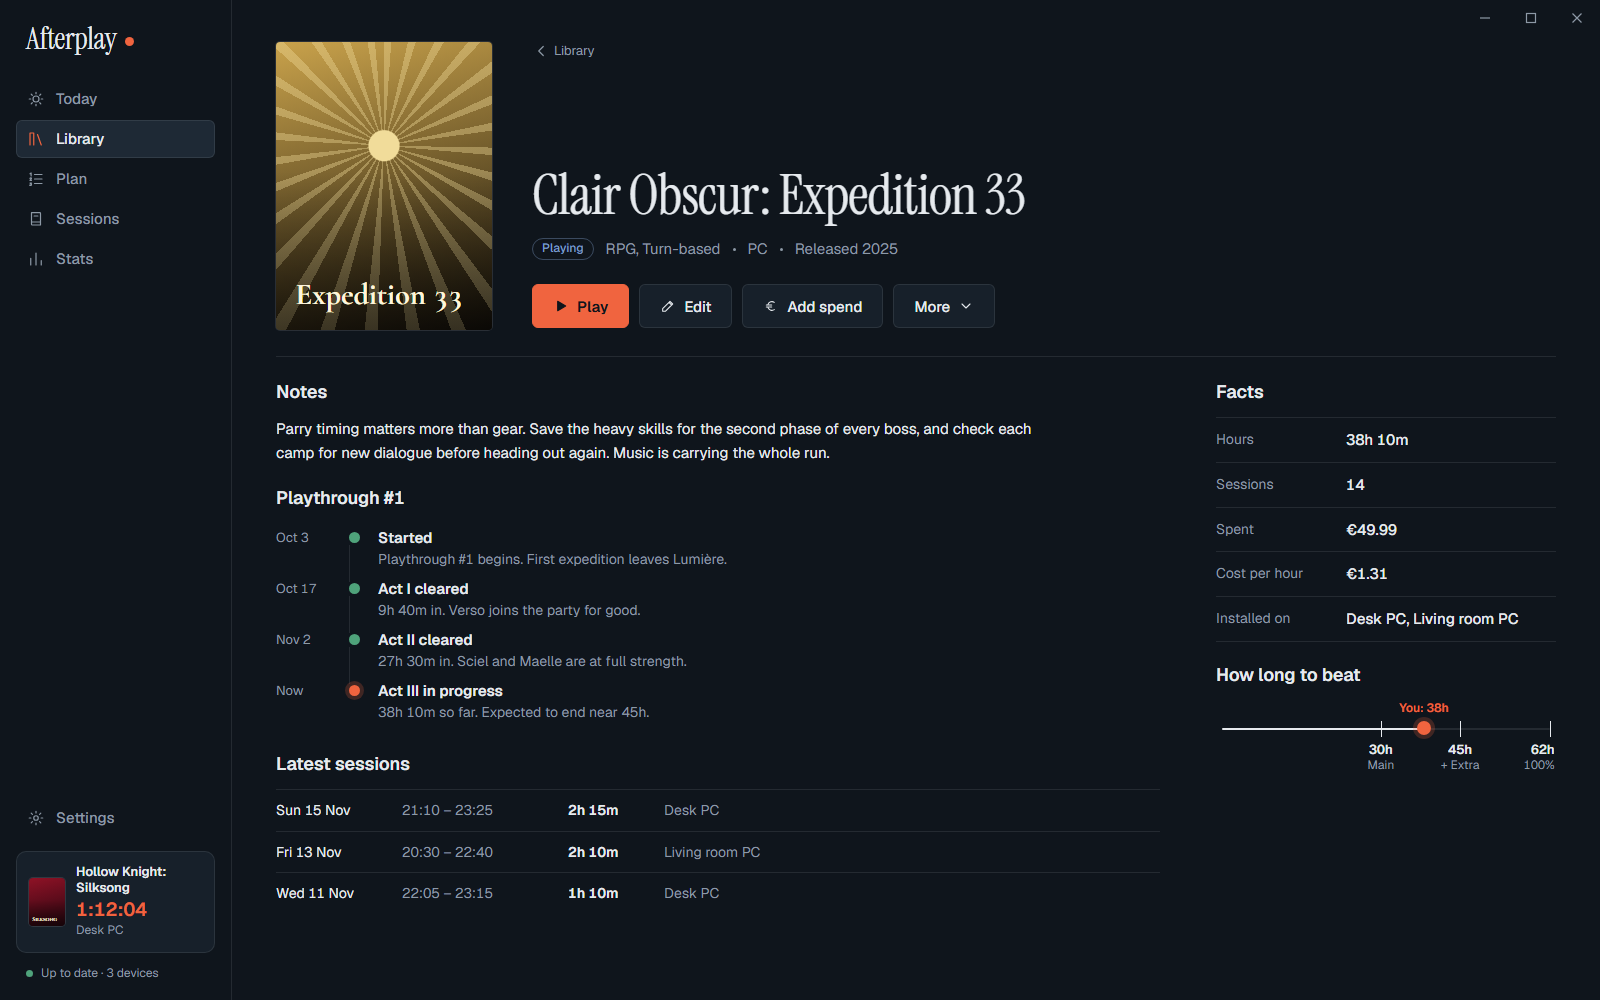 Afterplay
Today
Library
Plan
Sessions
Stats
Settings
Hollow Knight:
Silksong
1:12:04
Desk PC
SILKSONG
Up to date · 3 devices
Expedition 33
Library
Clair Obscur: Expedition 33
Playing RPG, Turn-based • PC • Released 2025
Play Edit € Add spend More
Notes
Parry timing matters more than gear. Save the heavy skills for the second phase of every boss, and check each
camp for new dialogue before heading out again. Music is carrying the whole run.
Playthrough #1
Oct 3 Started
Playthrough #1 begins. First expedition leaves Lumière.
Oct 17 Act I cleared
9h 40m in. Verso joins the party for good.
Nov 2 Act II cleared
27h 30m in. Sciel and Maelle are at full strength.
Now Act III in progress
38h 10m so far. Expected to end near 45h.
Latest sessions
Sun 15 Nov 21:10 – 23:25 2h 15m Desk PC
Fri 13 Nov 20:30 – 22:40 2h 10m Living room PC
Wed 11 Nov 22:05 – 23:15 1h 10m Desk PC
Facts
Hours 38h 10m
Sessions 14
Spent €49.99
Cost per hour €1.31
Installed on Desk PC, Living room PC
How long to beat
You: 38h
30h 45h 62h
Main + Extra 100%